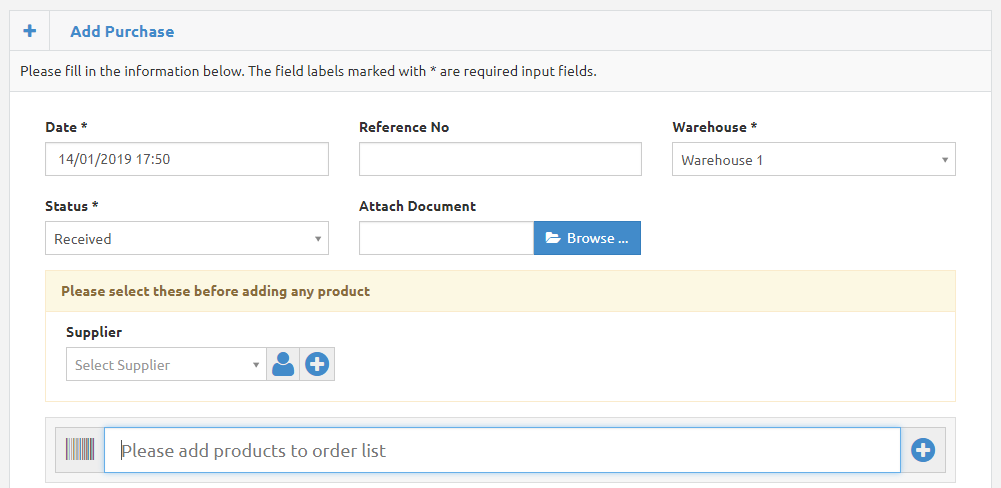 Add Purchase
Please fill in the information below. The field labels marked with * are required input fields.
Date * Reference No Warehouse *
14/01/2019 17:50 Warehouse 1
Status * Attach Document
Received Browse ...
Please select these before adding any product
Supplier
Select Supplier
Please add products to order list